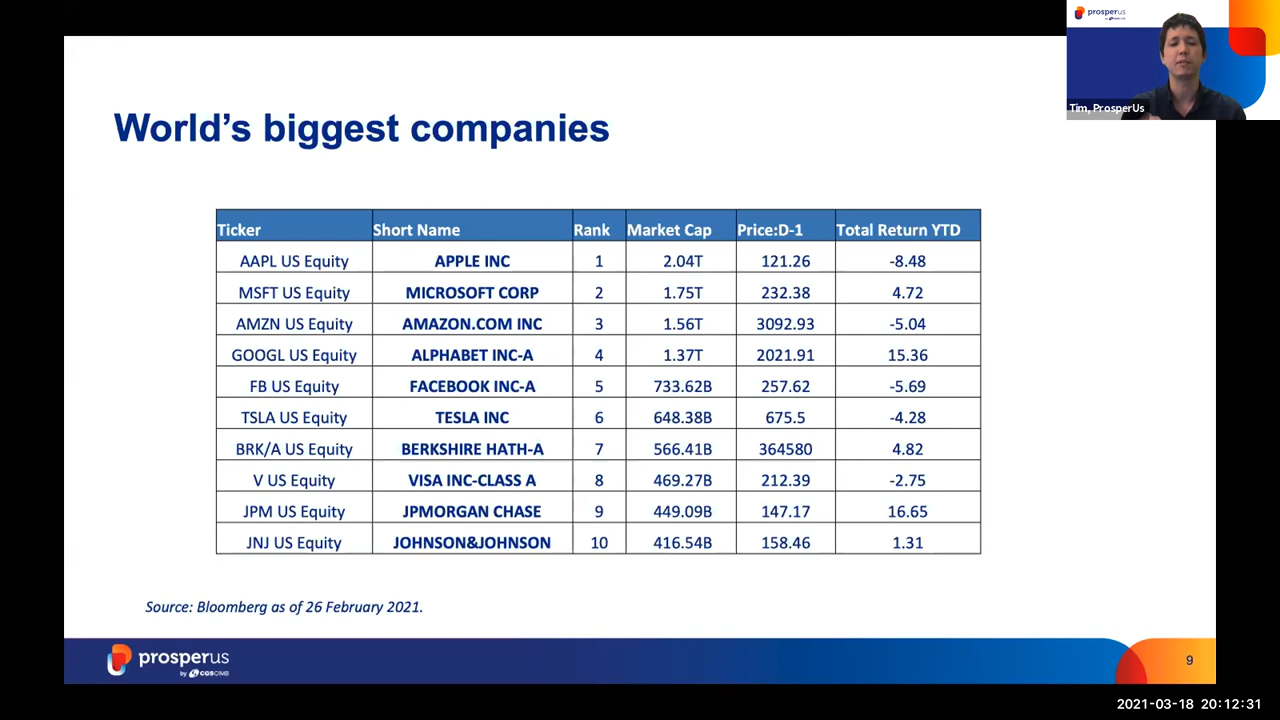 prosperus
Tim, ProsperUs
World's biggest companies
Ticker Short Name Rank Market Cap Price:D-1 Total Return YTD
AAPL US Equity APPLE INC 1 2.04T 121.26 -8.48
MSFT US Equity MICROSOFT CORP 2 1.75T 232.38 4.72
AMZN US Equity AMAZON.COM INC 3 1.56T 3092.93 -5.04
GOOGL US Equity ALPHABET INC-A 4 1.37T 2021.91 15.36
FB US Equity FACEBOOK INC-A 5 733.62B 257.62 -5.69
TSLA US Equity TESLA INC 6 648.38B 675.5 -4.28
BRK/A US Equity BERKSHIRE HATH-A 7 566.41B 364580 4.82
V US Equity VISA INC-CLASS A 8 469.27B 212.39 -2.75
JPM US Equity JPMORGAN CHASE 9 449.09B 147.17 16.65
JNJ US Equity JOHNSON&JOHNSON 10 416.54B 158.46 1.31
Source: Bloomberg as of 26 February 2021.
prosperus
by CGS CIMB
9
2021-03-18 20:12:31